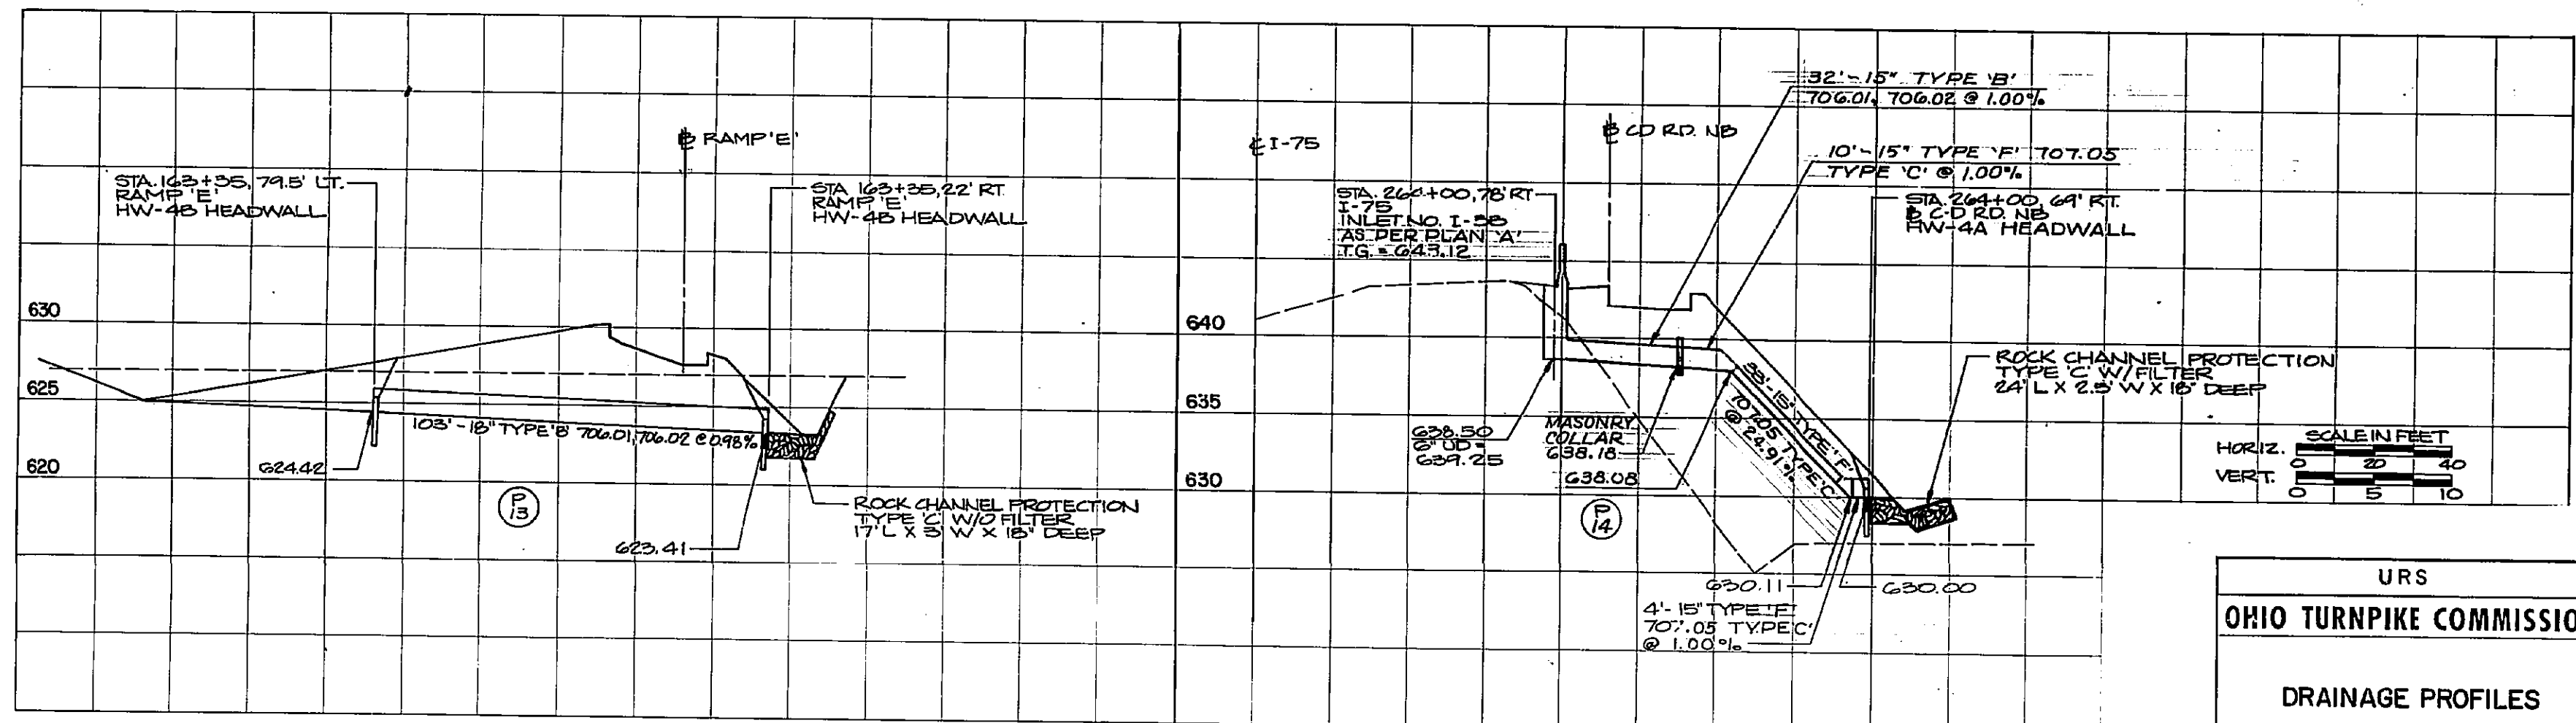 32'-15" TYPE 'B'
706.01, 706.02 @ 1.00%
℄ I-75
B CD RD. NB
B RAMP 'E'
10'-15" TYPE 'F' 707.05
TYPE 'C' @ 1.00%
STA. 163+35, 79.5' LT.
RAMP 'E'
HW-4B HEADWALL
STA. 163+35, 22' RT.
RAMP 'E'
HW-4B HEADWALL
STA. 264+00, 78' RT
I-75
INLET NO. I-3B
AS PER PLAN 'A'
T.G. = 643.12
STA. 264+00, 69' RT.
B C-D RD. NB
HW-4A HEADWALL
630
625
620
103'-18" TYPE 'B' 706.01, 706.02 @ 0.98%
624.42
623.41
P
13
ROCK CHANNEL PROTECTION
TYPE 'C' W/O FILTER
17' L X 3' W X 18" DEEP
640
635
630
638.50
6" UD =
639.25
MASONRY
COLLAR
638.18
638.08
33'-15" TYPE 'F'
707.05 TYPE 'C'
@ 24.91%
P
14
630.11
630.00
4'-15" TYPE 'F'
707.05 TYPE 'C'
@ 1.00%
ROCK CHANNEL PROTECTION
TYPE 'C' W/ FILTER
24' L X 2.5' W X 18" DEEP
SCALE IN FEET
HORIZ.
0 20 40
VERT.
0 5 10
URS
OHIO TURNPIKE COMMISSIO
DRAINAGE PROFILES